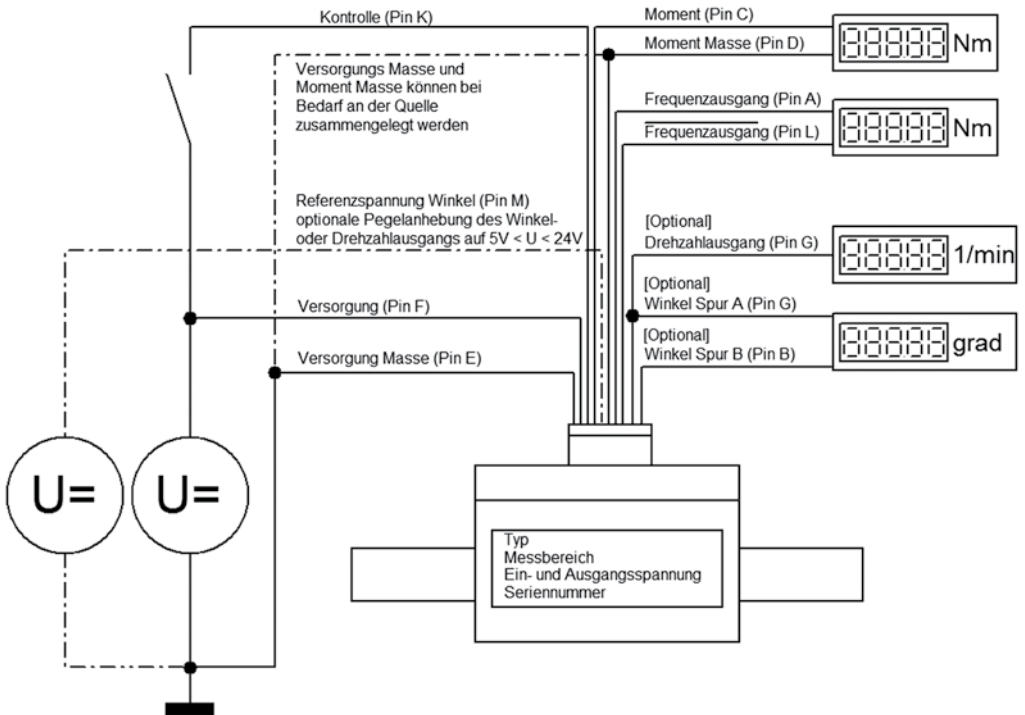 Kontrolle (Pin K)
Versorgungs Masse und
Moment Masse können bei
Bedarf an der Quelle
zusammengelegt werden
Referenzspannung Winkel (Pin M)
optionale Pegelanhebung des Winkel-
oder Drehzahlausgangs auf 5V < U < 24V
Versorgung (Pin F)
Versorgung Masse (Pin E)
U=
U=
Moment (Pin C)
Moment Masse (Pin D)
Nm
Frequenzausgang (Pin A)
Frequenzausgang (Pin L)
Nm
[Optional]
Drehzahlausgang (Pin G)
1/min
[Optional]
Winkel Spur A (Pin G)
[Optional]
Winkel Spur B (Pin B)
grad
Typ
Messbereich
Ein- und Ausgangsspannung
Seriennummer